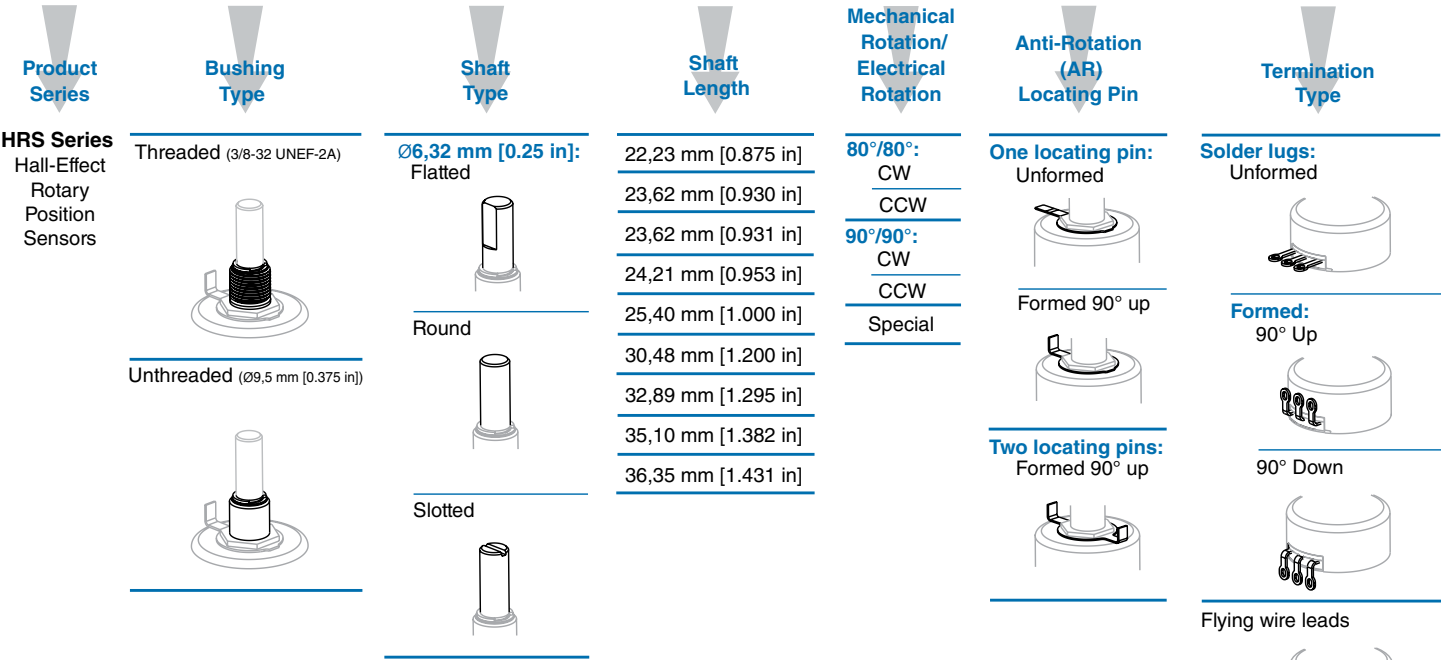 Product
Series
HRS Series
Hall-Effect
Rotary
Position
Sensors
Bushing
Type
Threaded (3/8-32 UNEF-2A)
Unthreaded (Ø9,5 mm [0.375 in])
Shaft
Type
Ø6,32 mm [0.25 in]:
Flatted
Round
Slotted
Shaft
Length
22,23 mm [0.875 in]
23,62 mm [0.930 in]
23,62 mm [0.931 in]
24,21 mm [0.953 in]
25,40 mm [1.000 in]
30,48 mm [1.200 in]
32,89 mm [1.295 in]
35,10 mm [1.382 in]
36,35 mm [1.431 in]
Mechanical
Rotation/
Electrical
Rotation
80°/80°:
CW
CCW
90°/90°:
CW
CCW
Special
Anti-Rotation
(AR)
Locating Pin
One locating pin:
Unformed
Formed 90° up
Two locating pins:
Formed 90° up
Termination
Type
Solder lugs:
Unformed
Formed:
90° Up
90° Down
Flying wire leads